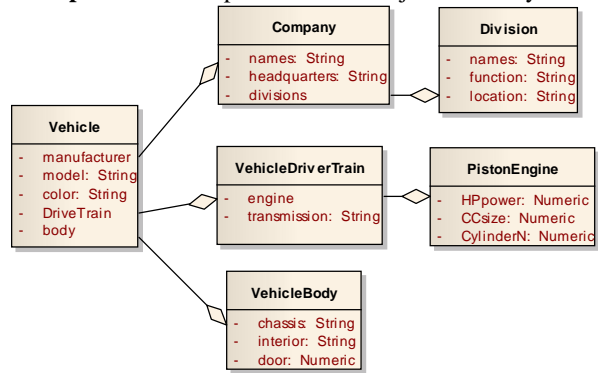 Company
- names: String
- headquarters: String
- divisions
Division
- names: String
- function: String
- location: String
Vehicle
- manufacturer
- model: String
- color: String
- DriveTrain
- body
VehicleDriverTrain
- engine
- transmission: String
PistonEngine
- HPpower: Numeric
- CCsize: Numeric
- CylinderN: Numeric
VehicleBody
- chassis: String
- interior: String
- door: Numeric